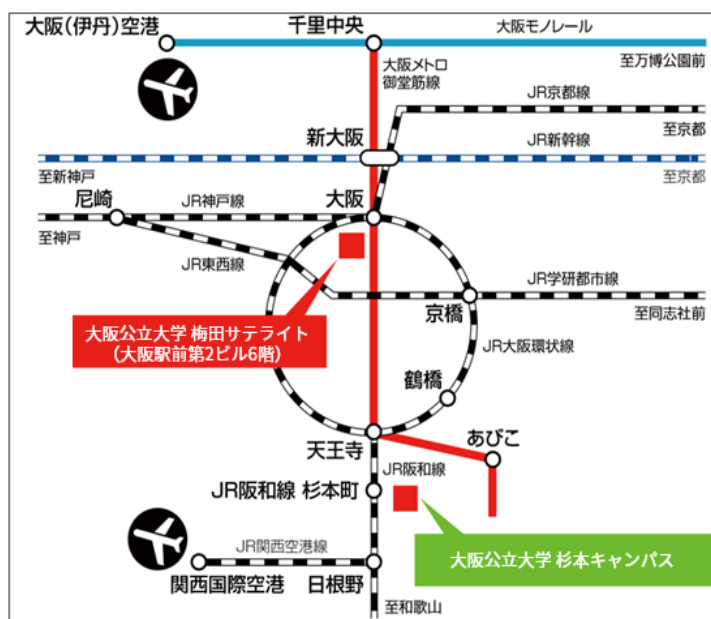 大阪(伊丹)空港
千里中央
大阪モノレール
至万博公園前
大阪メトロ
御堂筋線
JR京都線
至京都
新大阪
JR新幹線
至新神戸
至京都
尼崎
JR神戸線
大阪
至神戸
JR東西線
JR学研都市線
京橋
至同志社前
大阪公立大学 梅田サテライト
(大阪駅前第2ビル6階)
JR大阪環状線
鶴橋
天王寺
あびこ
JR阪和線
JR阪和線 杉本町
JR関西空港線
大阪公立大学 杉本キャンパス
関西国際空港
日根野
至和歌山